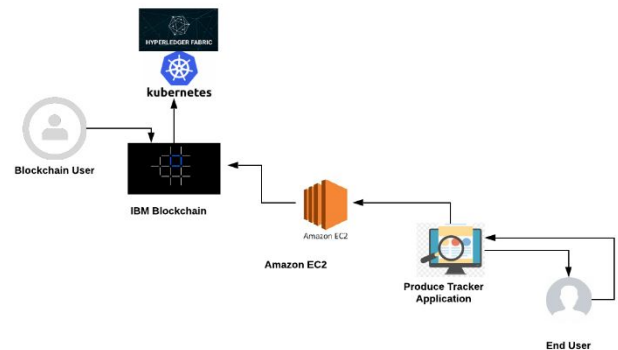 HYPERLEDGER FABRIC
kubernetes
Blockchain User
IBM Blockchain
Amazon EC2
Amazon EC2
Produce Tracker
Application
End User